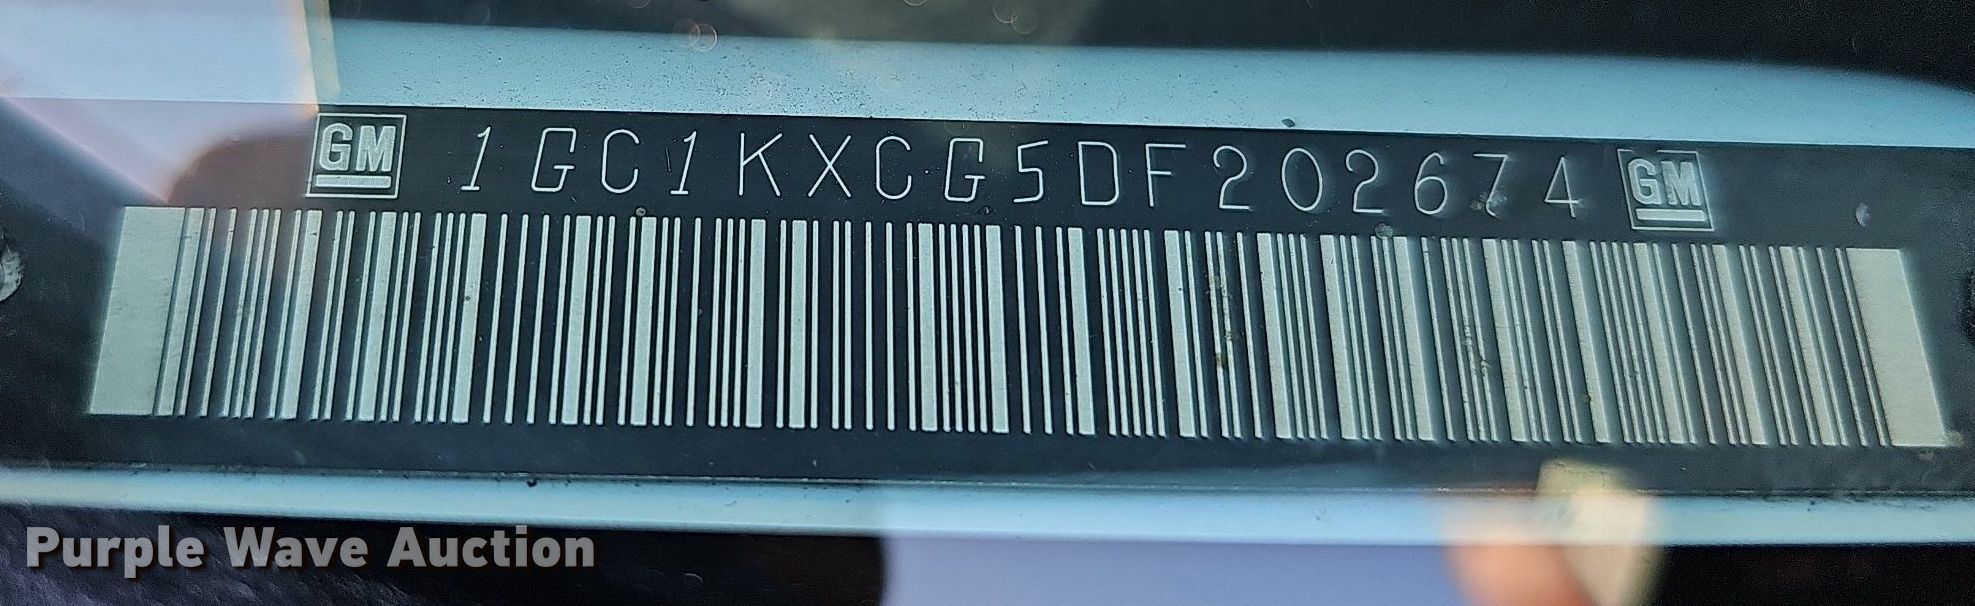 GM 1GC1KXCG5DF202674 GM
Purple Wave Auction